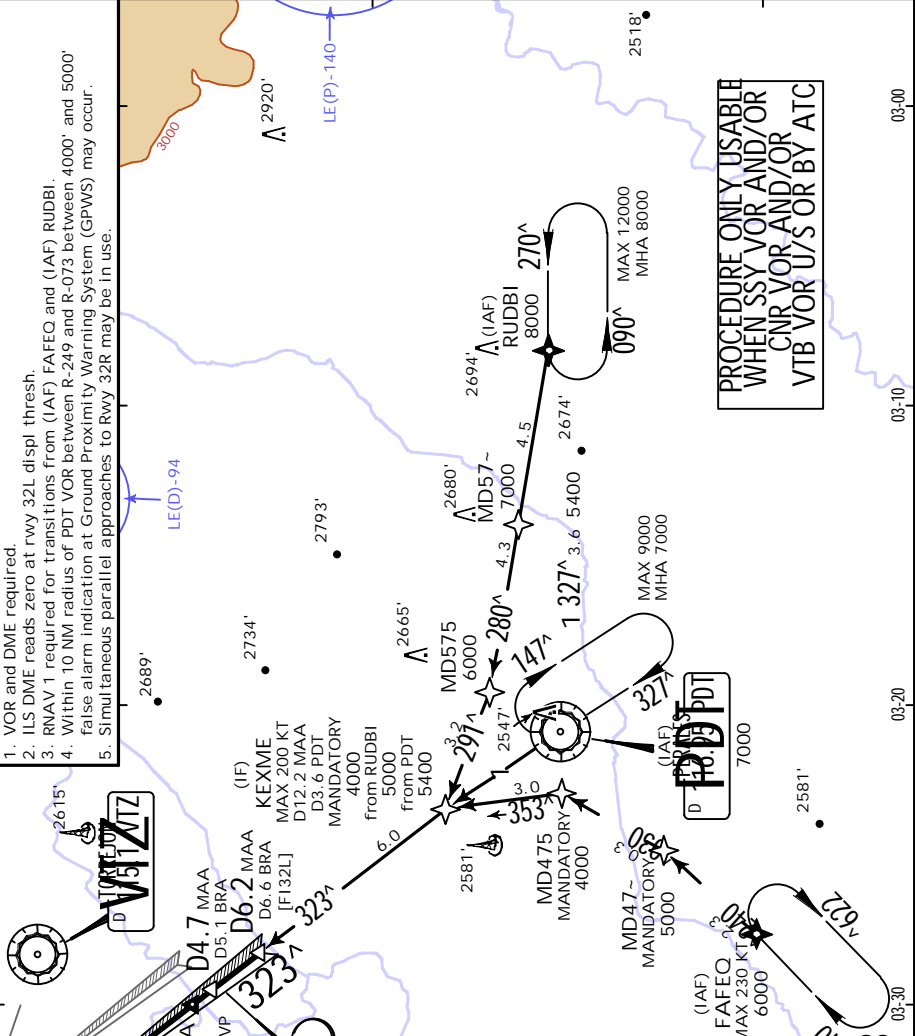 1. VOR and DME required.
2. ILS DME reads zero at rwy 32L displ thresh.
3. RNAV 1 required for transitions from (IAF) FAFEQ and (IAF) RUDBI.
4. Within 10 NM radius of PDT VOR between R-249 and R-073 between 4000' and 5000'
false alarm indication at Ground Proximity Warning System (GPWS) may occur.
5. Simultaneous parallel approaches to Rwy 32R may be in use.
3000
2920'
LE(P)-140
2518'
03-00
LE(D)-94
2793'
2734'
2689'
2665'
2694'
(IAF)
RUDBI
8000
270^
090^
MAX 12000
MHA 8000
PROCEDURE ONLY USABLE
WHEN SSY VOR AND/OR
CNR VOR AND/OR
VTB VOR U/S OR BY ATC
03-10
4.5
2674'
2680'
MD57~
7000
4.3
280^
5400
3.6
1 327^
MAX 9000
MHA 7000
MD575
6000
3.2
291^
2547'
147^
327^
(IAF)
PERALES
D
PDT
7000
03-20
2615'
TORREJON
D 115.1 VTZ
VTZ
(IF)
KEXME
MAX 200 KT
D12.2 MAA
D3.6 PDT
MANDATORY
4000
from RUDBI
5000
from PDT
5400
6.0
323^
D4.7 MAA
D5.1 BRA
D6.2 MAA
D6.6 BRA
[FI32L]
323^
2581'
3.0
353^
MD475
MANDATORY
4000
MD47~
MANDATORY
5000
3.0
2581'
(IAF)
FAFEQ
MAX 230 KT
6000
03-30
VP